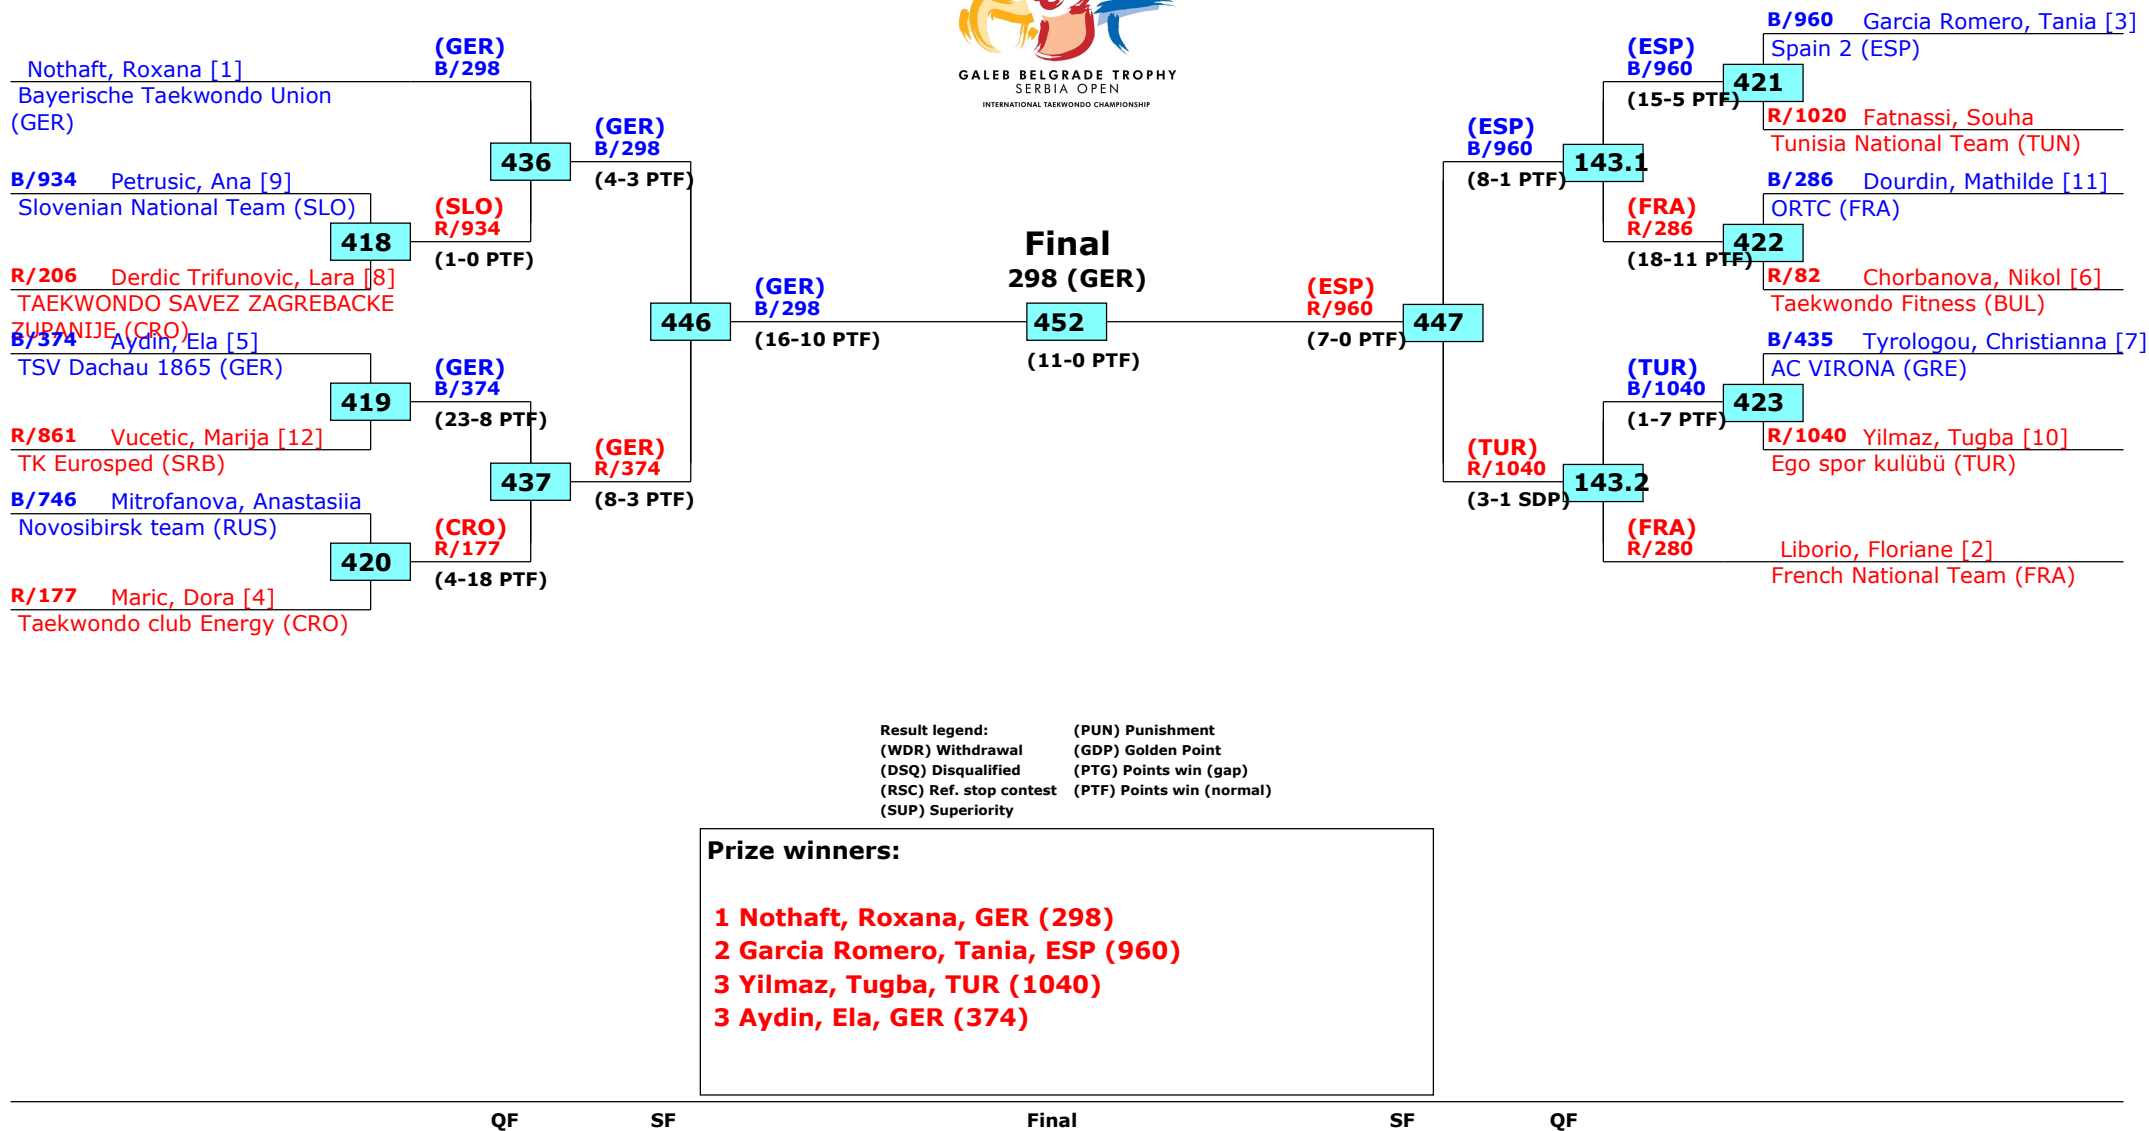 GALEB BELGRADE TROPHY
SERBIA OPEN
INTERNATIONAL TAEKWONDO CHAMPIONSHIP
Nothaft, Roxana [1]
Bayerische Taekwondo Union
(GER)
B/934 Petrusic, Ana [9]
Slovenian National Team (SLO)
R/206 Derdic Trifunovic, Lara [8]
TAEKWONDO SAVEZ ZAGREBACKE
ZUPANIJE (CRO)
B/374 Aydin, Ela [5]
TSV Dachau 1865 (GER)
R/861 Vucetic, Marija [12]
TK Eurosped (SRB)
B/746 Mitrofanova, Anastasiia
Novosibirsk team (RUS)
R/177 Maric, Dora [4]
Taekwondo club Energy (CRO)
418
419
420
(GER)
B/298
(SLO)
R/934
(1-0 PTF)
(GER)
B/374
(23-8 PTF)
(CRO)
R/177
(4-18 PTF)
436
437
(GER)
B/298
(4-3 PTF)
(GER)
R/374
(8-3 PTF)
446
(GER)
B/298
(16-10 PTF)
Final
298 (GER)
452
(11-0 PTF)
(ESP)
R/960
(7-0 PTF)
447
(ESP)
B/960
(8-1 PTF)
(TUR)
R/1040
(3-1 SDP)
143.1
143.2
(ESP)
B/960
(15-5 PTF)
(FRA)
R/286
(18-11 PTF)
(TUR)
B/1040
(1-7 PTF)
(FRA)
R/280
421
422
423
B/960 Garcia Romero, Tania [3]
Spain 2 (ESP)
R/1020 Fatnassi, Souha
Tunisia National Team (TUN)
B/286 Dourdin, Mathilde [11]
ORTC (FRA)
R/82 Chorbanova, Nikol [6]
Taekwondo Fitness (BUL)
B/435 Tyrologou, Christianna [7]
AC VIRONA (GRE)
R/1040 Yilmaz, Tugba [10]
Ego spor kulübü (TUR)
Liborio, Floriane [2]
French National Team (FRA)
Result legend: (PUN) Punishment
(WDR) Withdrawal (GDP) Golden Point
(DSQ) Disqualified (PTG) Points win (gap)
(RSC) Ref. stop contest (PTF) Points win (normal)
(SUP) Superiority
Prize winners:
1 Nothaft, Roxana, GER (298)
2 Garcia Romero, Tania, ESP (960)
3 Yilmaz, Tugba, TUR (1040)
3 Aydin, Ela, GER (374)
QF SF Final SF QF